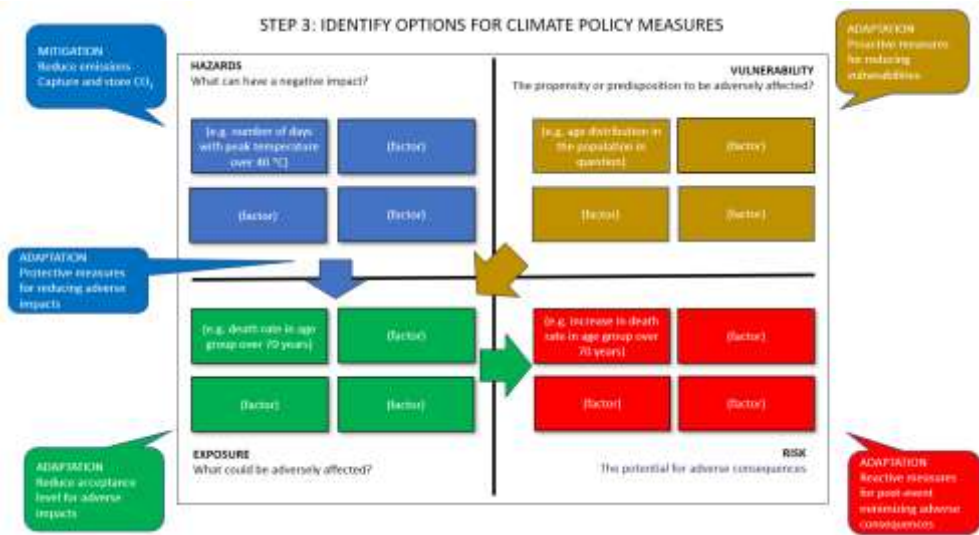 STEP 3: IDENTIFY OPTIONS FOR CLIMATE POLICY MEASURES
MITIGATION
Reduce emissions
Capture and store CO₂
HAZARDS
What can have a negative impact?
VULNERABILITY
The propensity or predisposition to be adversely affected?
ADAPTATION
Proactive measures
for reducing
vulnerabilities
(e.g. number of days
with peak temperature
over 40 °C)
(factor)
(e.g. age distribution in
the population in
question)
(factor)
(factor)
(factor)
(factor)
(factor)
ADAPTATION
Protective measures
for reducing adverse
impacts
(e.g. death rate in age
group over 70 years)
(factor)
(e.g. increase in death
rate in age group over
70 years)
(factor)
(factor)
(factor)
(factor)
(factor)
EXPOSURE
What could be adversely affected?
RISK
The potential for adverse consequences
ADAPTATION
Reduce acceptance
level for adverse
impacts
ADAPTATION
Reactive measures
for post-event
minimizing adverse
consequences